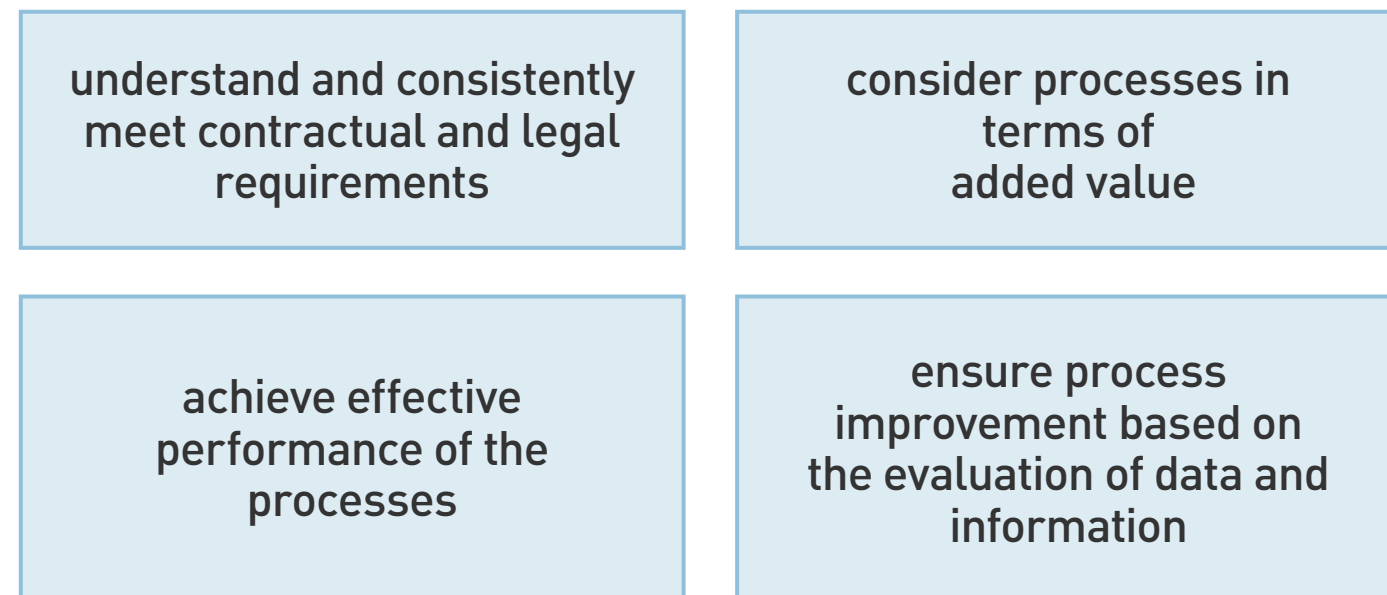 understand and consistently
meet contractual and legal
requirements
consider processes in
terms of
added value
achieve effective
performance of the
processes
ensure process
improvement based on
the evaluation of data and
information